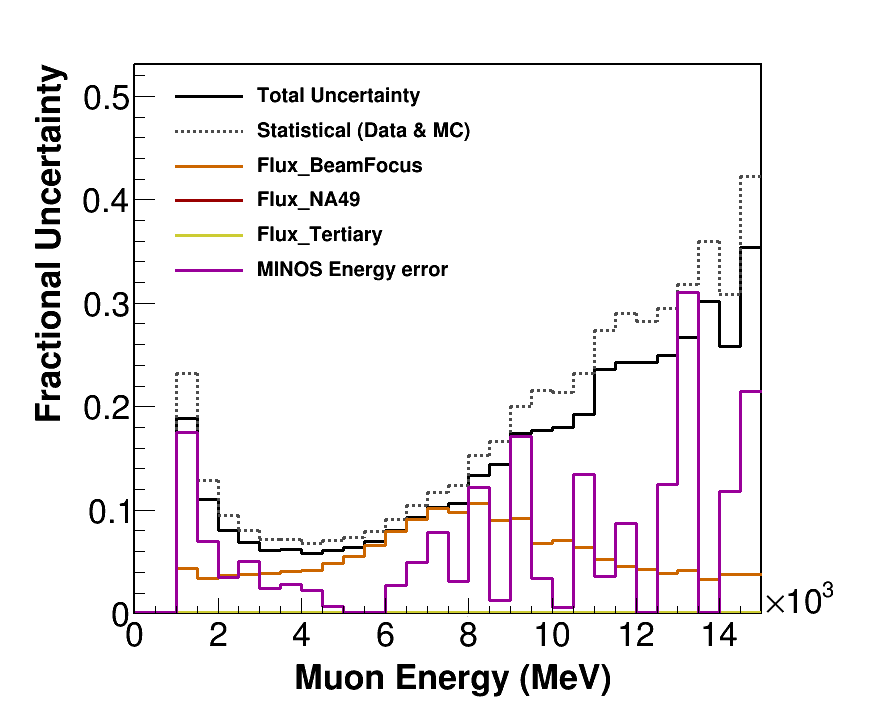 Fractional Uncertainty
0.5
0.4
0.3
0.2
0.1
0
Total Uncertainty
Statistical (Data & MC)
Flux_BeamFocus
Flux_NA49
Flux_Tertiary
MINOS Energy error
0 2 4 6 8 10 12 14
×10³
Muon Energy (MeV)